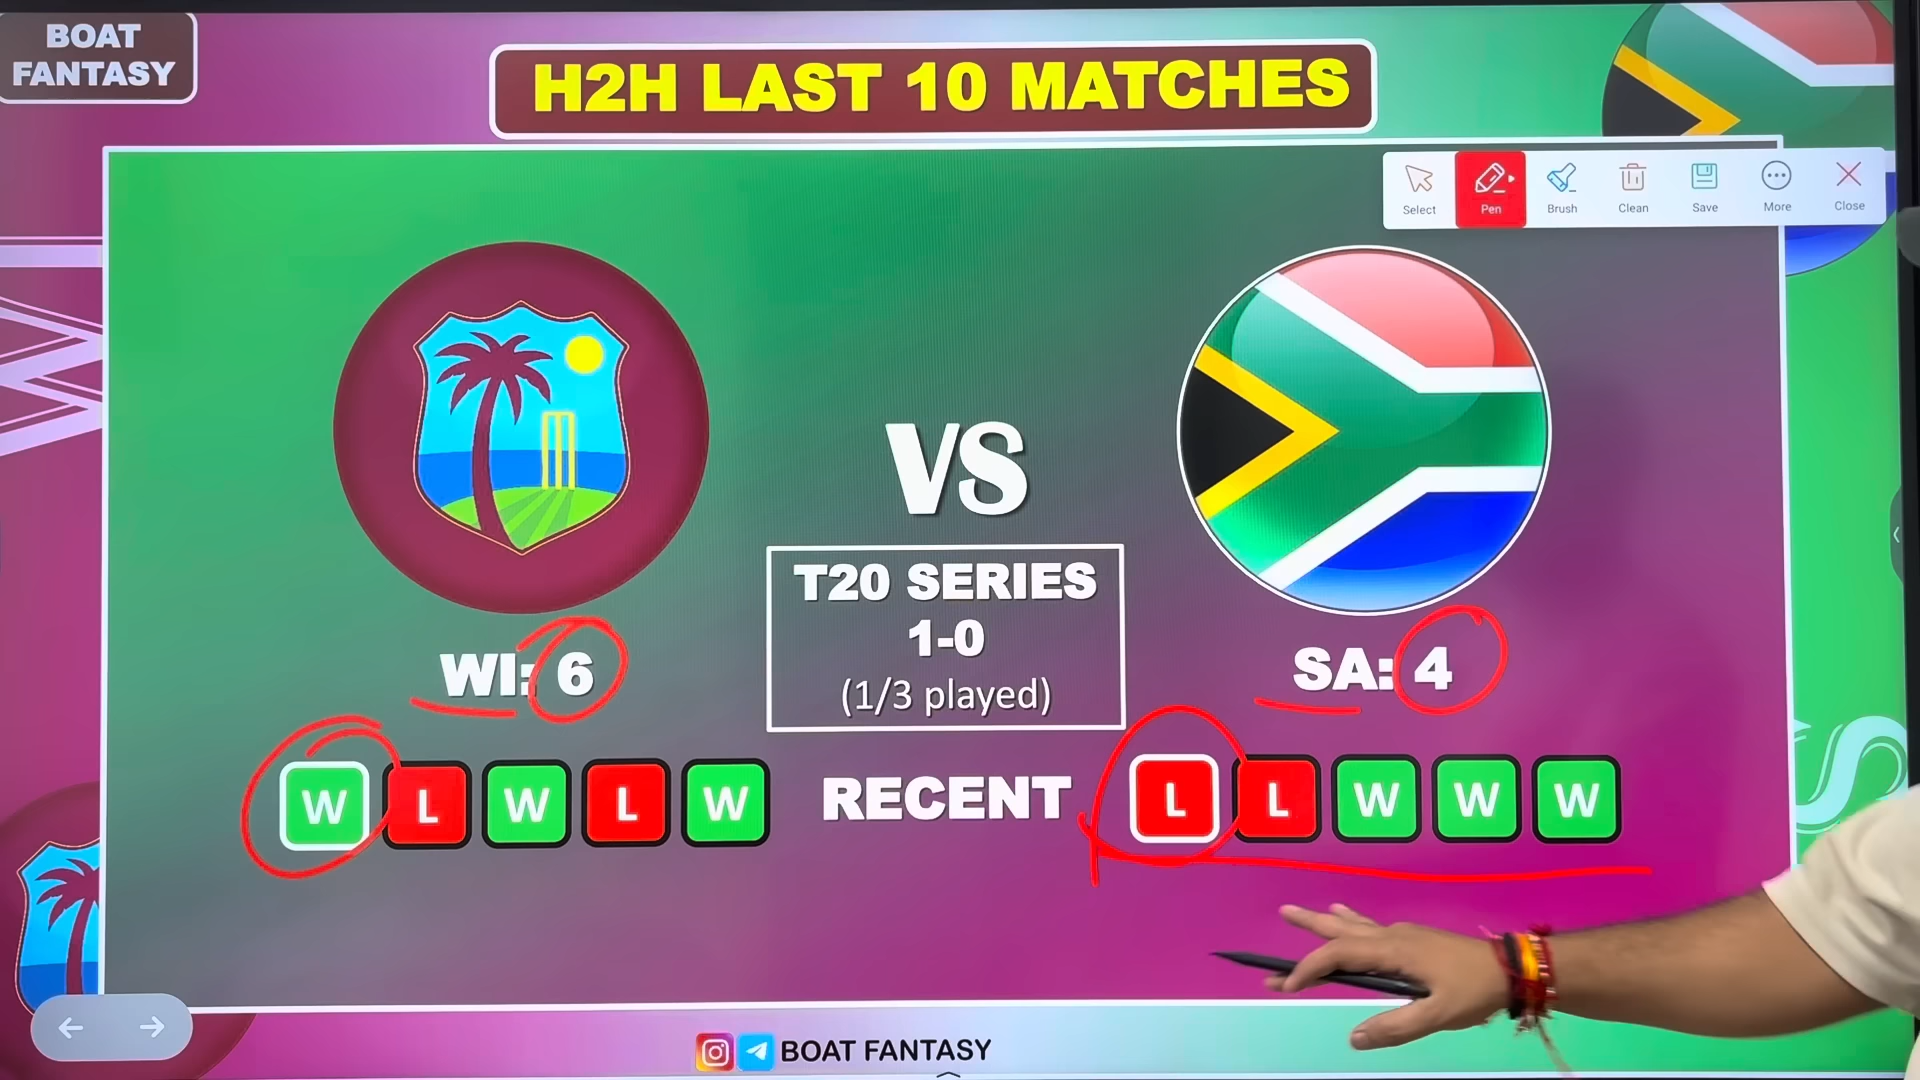 BOAT
FANTASY
H2H LAST 10 MATCHES
Select
Pen
Brush
Clean
Save
More
Close
VS
T20 SERIES
1-0
(1/3 played)
WI: 6
SA: 4
W L W L W
RECENT
L L W W W
BOAT FANTASY